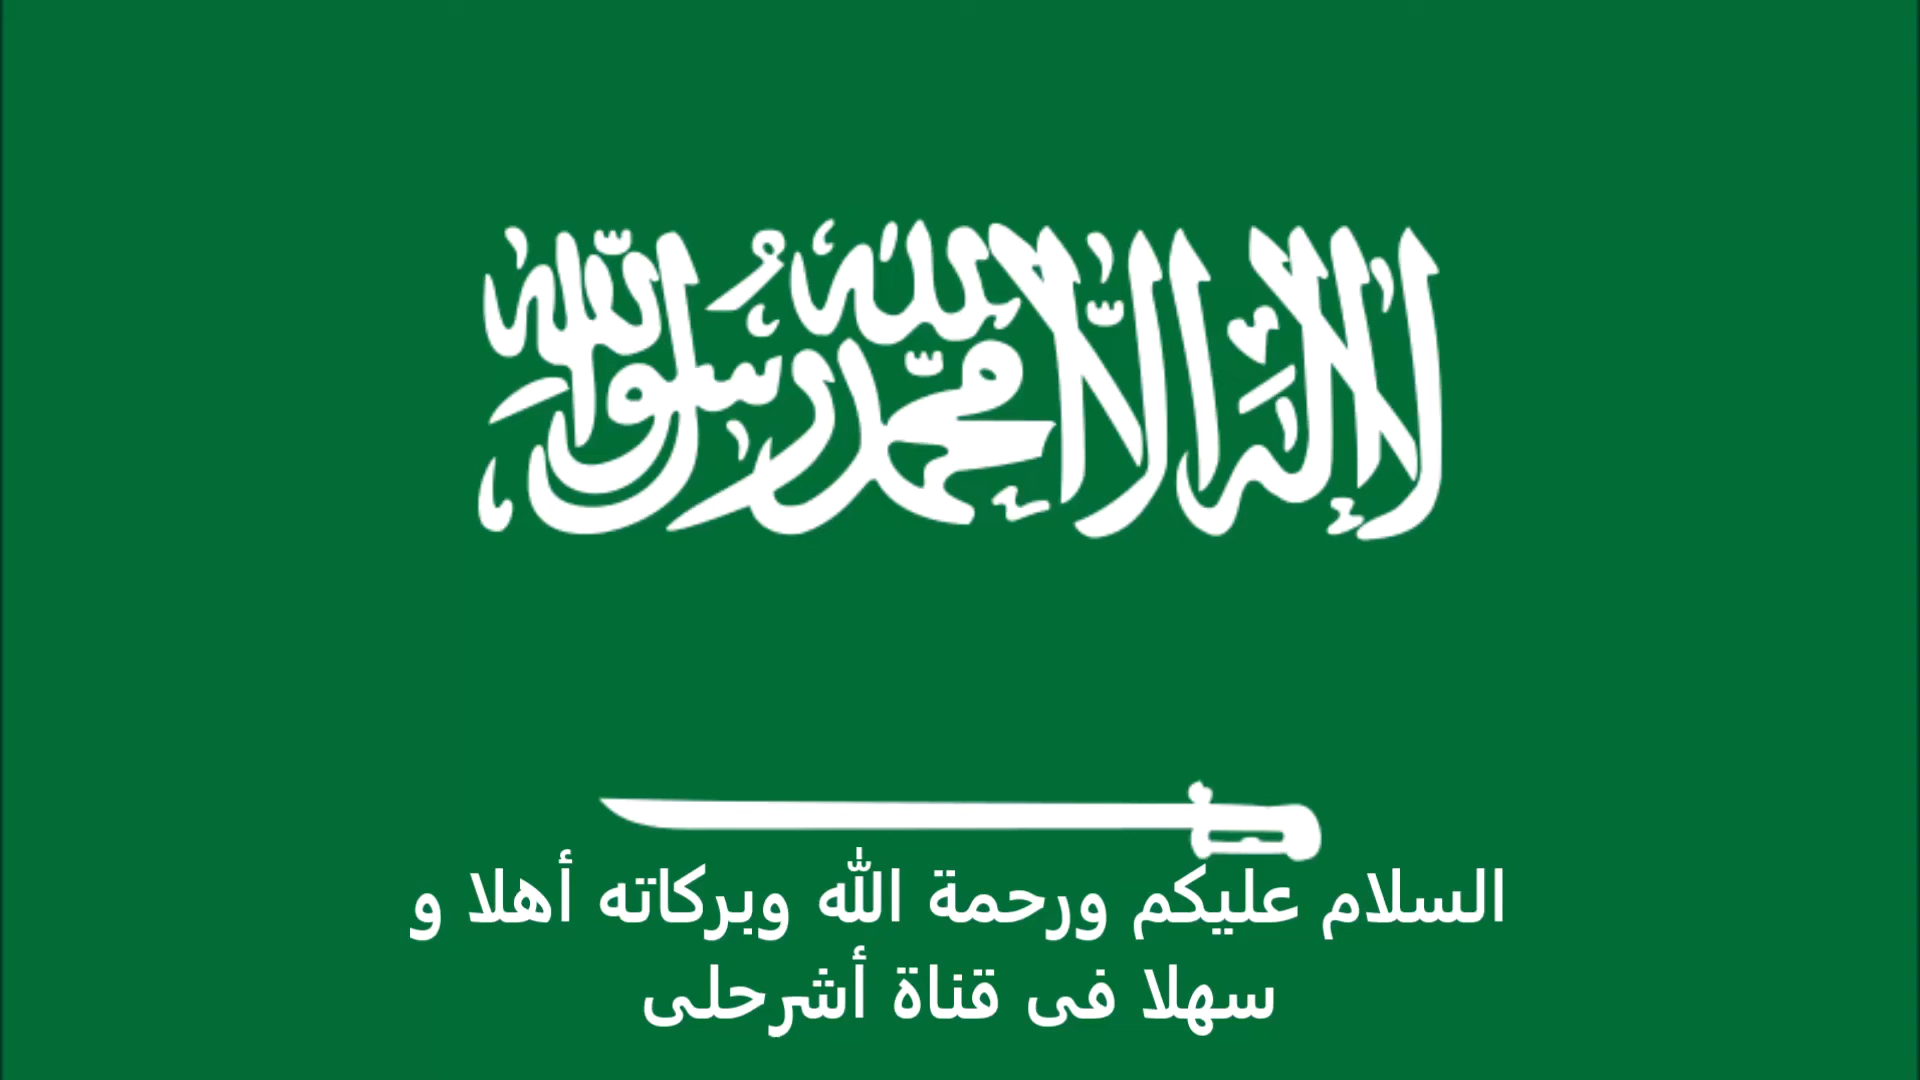 لا إله إلا الله محمد رسول الله
السلام عليكم ورحمة الله وبركاته أهلا و
سهلا فى قناة أشرحلى